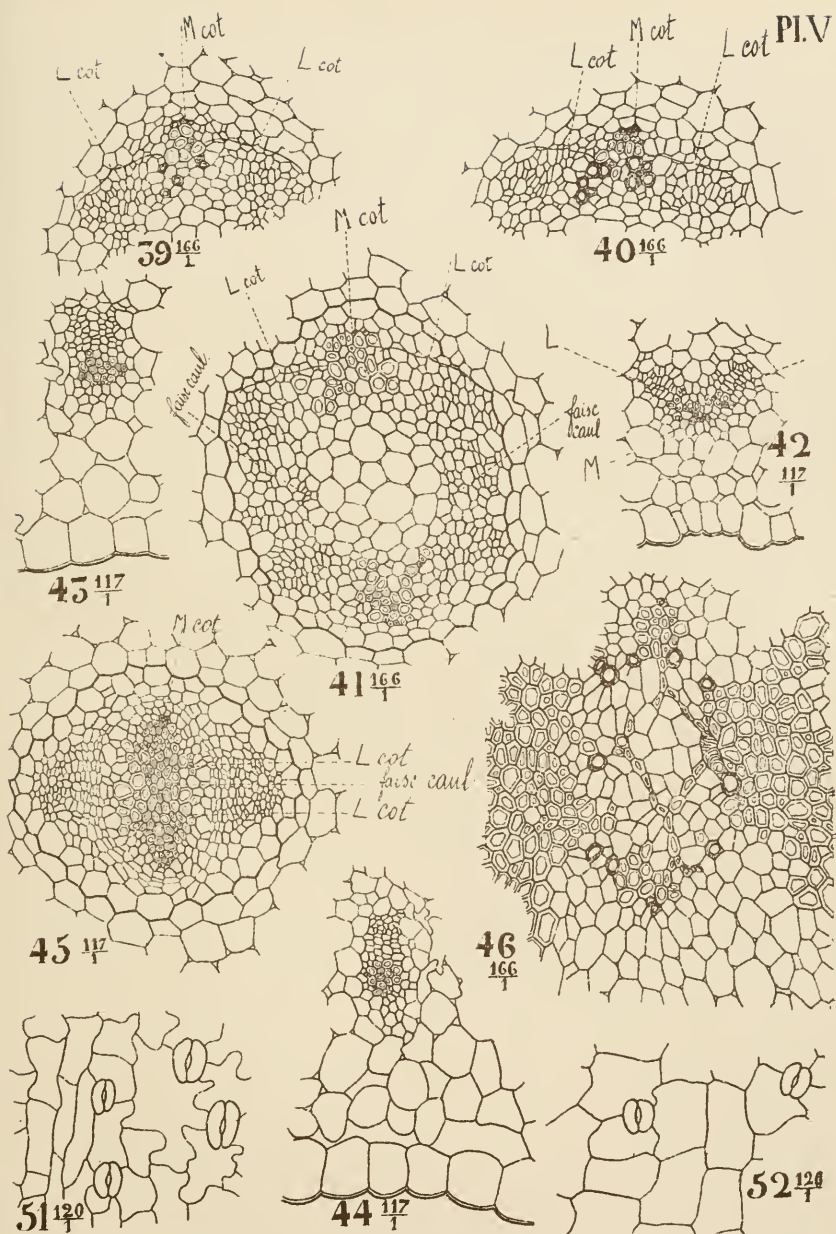 Pl.V
M cot
L cot
L cot
39 166/1
M cot
L cot
L cot
40 166/1
M cot
L cot
L cot
faisc caul.
faisc caul
41 166/1
43 117/1
L
M
42 117/1
M cot
L cot
faisc caul
L cot
45 117/1
46 166/1
51 120/1
44 117/1
52 126/1